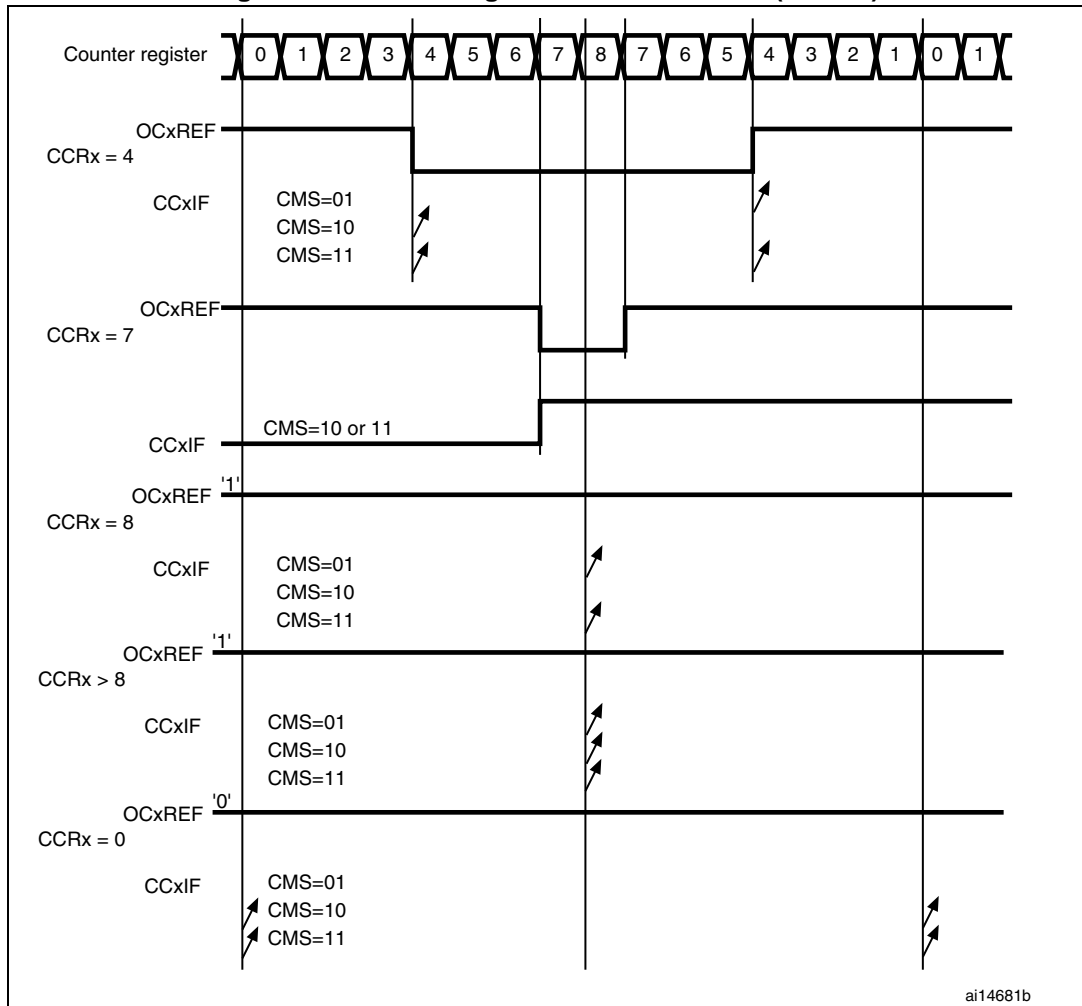 Counter register 0 1 2 3 4 5 6 7 8 7 6 5 4 3 2 1 0 1
OCxREF
CCRx = 4
CCxIF
CMS=01
CMS=10
CMS=11
OCxREF
CCRx = 7
CMS=10 or 11
CCxIF
'1'
OCxREF
CCRx = 8
CCxIF
CMS=01
CMS=10
CMS=11
'1'
OCxREF
CCRx > 8
CCxIF
CMS=01
CMS=10
CMS=11
'0'
OCxREF
CCRx = 0
CCxIF
CMS=01
CMS=10
CMS=11
ai14681b